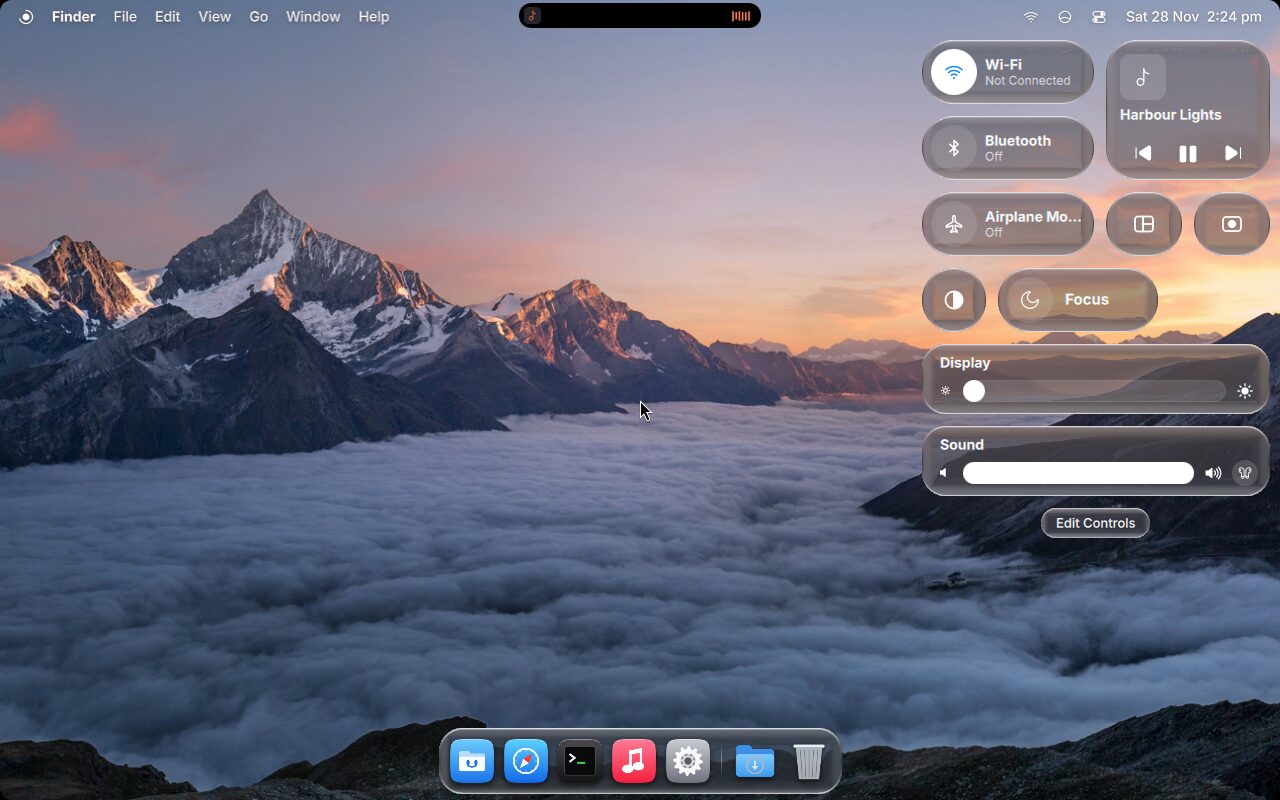 Finder File Edit View Go Window Help
Sat 28 Nov 2:24 pm
Wi-Fi
Not Connected
Harbour Lights
Bluetooth
Off
Airplane Mo...
Off
Focus
Display
Sound
Edit Controls